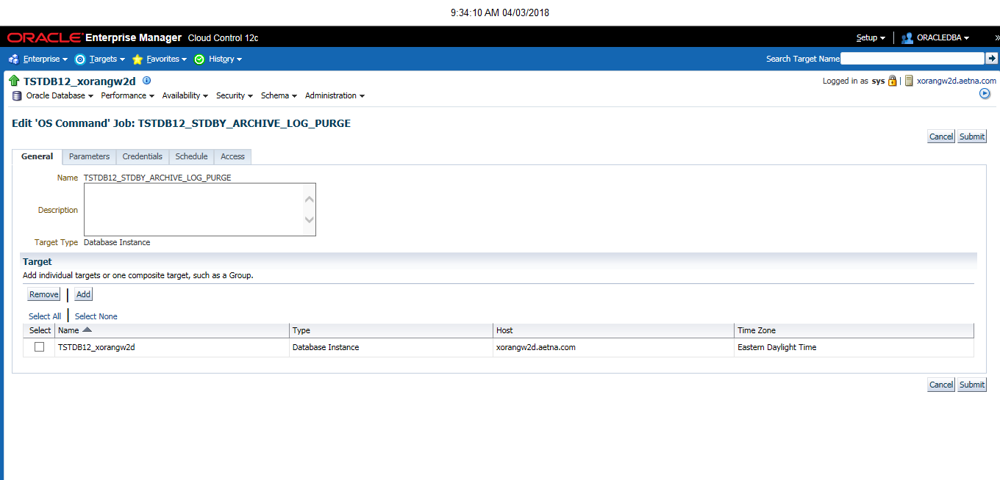 9:34:10 AM 04/03/2018
ORACLE Enterprise Manager Cloud Control 12c
Setup ORACLEDBA »
Enterprise Targets Favorites History Search Target Name
TSTDB12_xorangw2d Logged in as sys | xorangw2d.aetna.com
Oracle Database Performance Availability Security Schema Administration
Edit 'OS Command' Job: TSTDB12_STDBY_ARCHIVE_LOG_PURGE
Cancel Submit
General Parameters Credentials Schedule Access
Name TSTDB12_STDBY_ARCHIVE_LOG_PURGE
Description
Target Type Database Instance
Target
Add individual targets or one composite target, such as a Group.
Remove | Add
Select All | Select None
Select Name Type Host Time Zone
TSTDB12_xorangw2d Database Instance xorangw2d.aetna.com Eastern Daylight Time
Cancel Submit